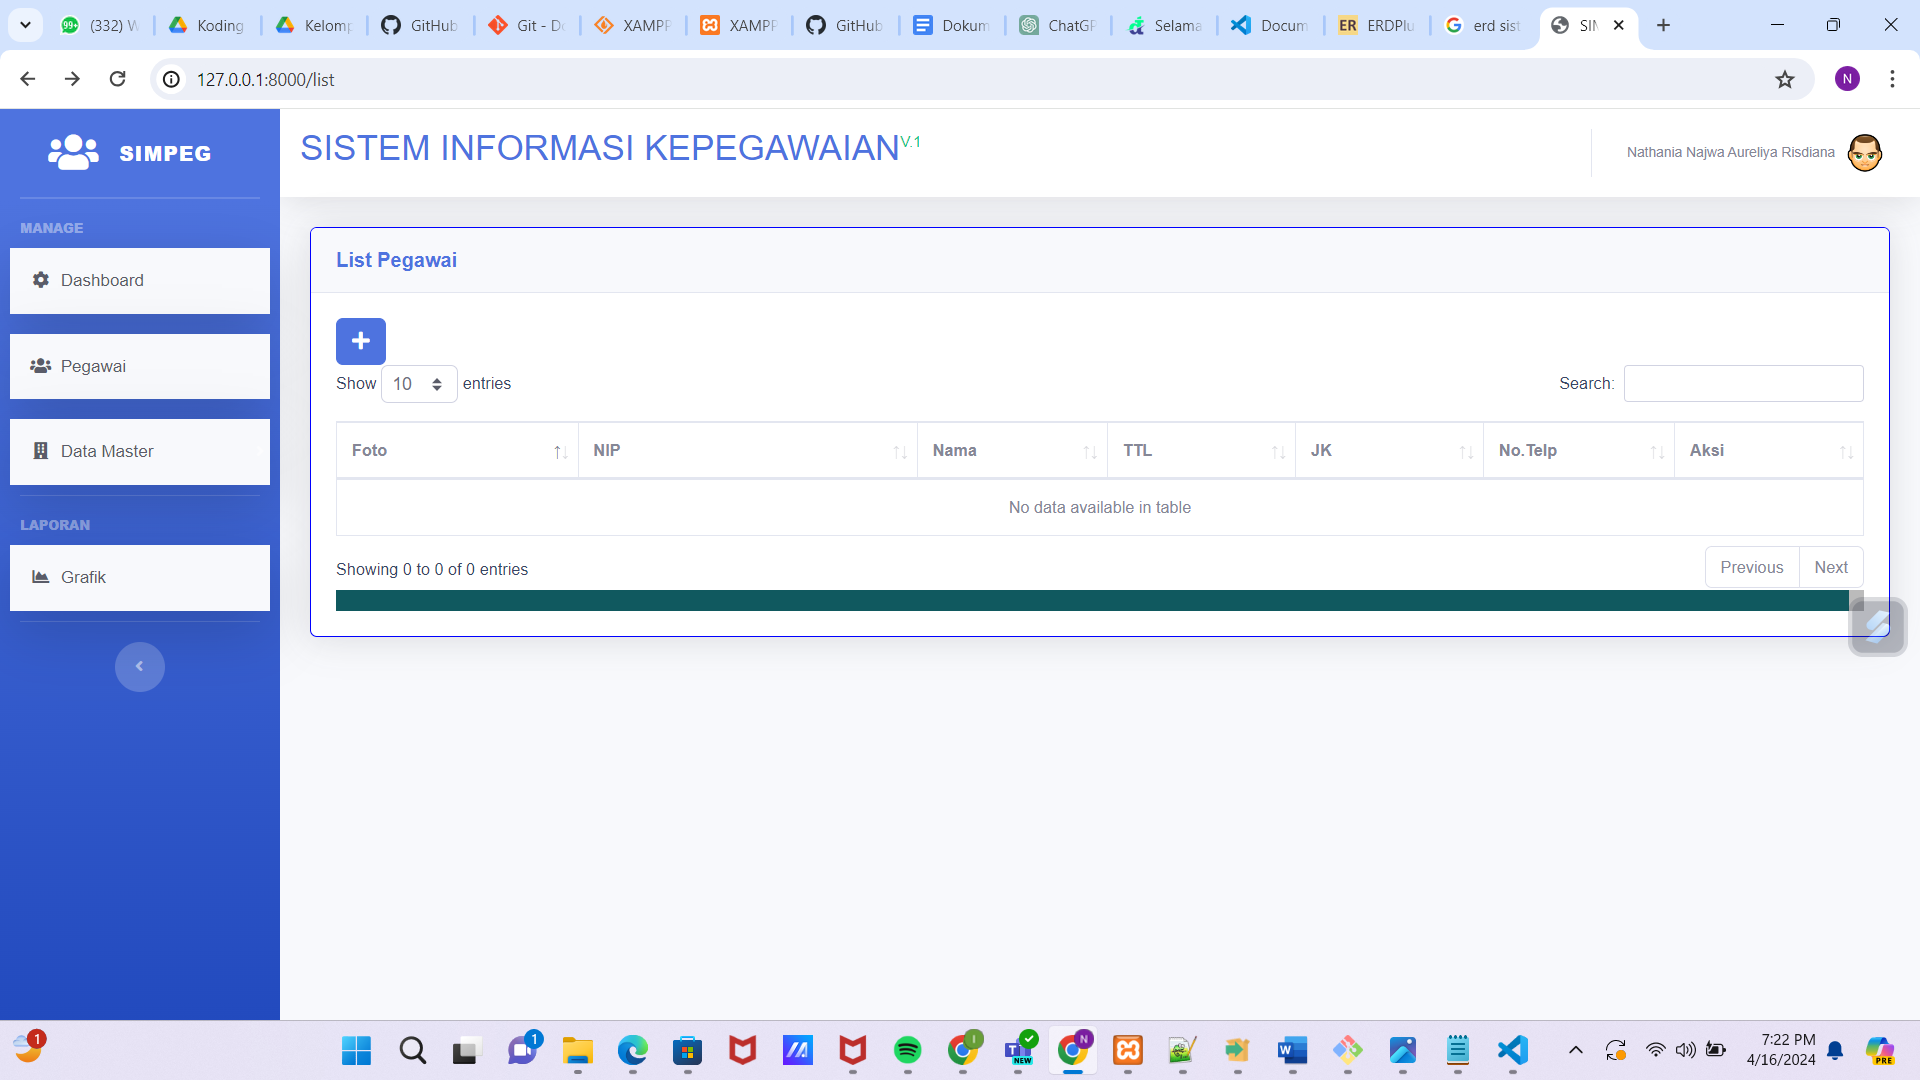 (332) W
Koding
Kelomp
GitHub
Git - Do
XAMPP
XAMPP
GitHub
Dokum
ChatGP
Selama
Docum
ER ERDPlu
erd sist
SIM
127.0.0.1:8000/list
N
SIMPEG
SISTEM INFORMASI KEPEGAWAIAN V.1
Nathania Najwa Aureliya Risdiana
MANAGE
Dashboard
Pegawai
Data Master
LAPORAN
Grafik
List Pegawai
+
Show 10 entries
Search:
Foto NIP Nama TTL JK No.Telp Aksi
No data available in table
Showing 0 to 0 of 0 entries
Previous Next
7:22 PM
4/16/2024